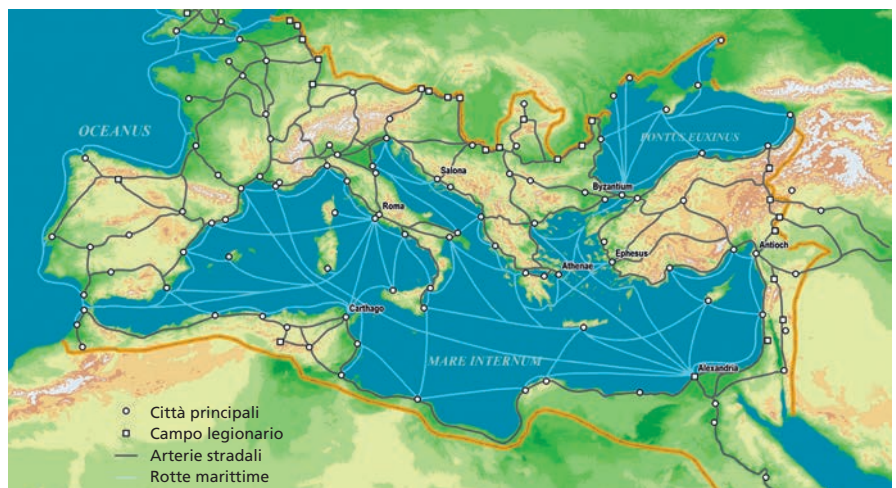 OCEANUS
PONTUS EUXINUS
Salona
Byzantium
Roma
Ephesus
Antioch
Athenae
Carthago
MARE INTERNUM
Alexandria
Città principali
Campo legionario
Arterie stradali
Rotte marittime